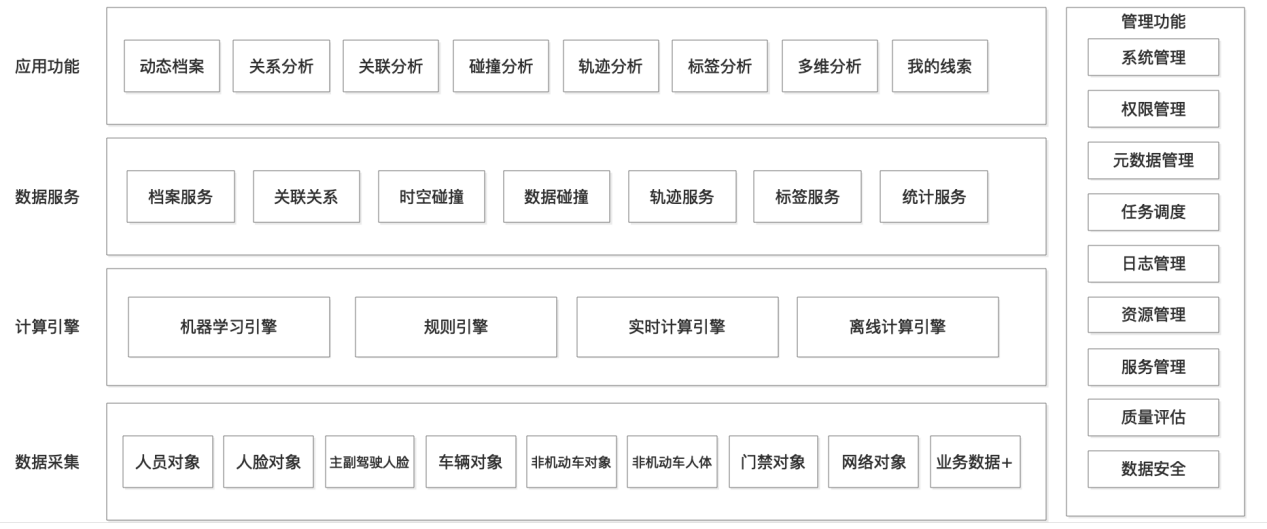 应用功能
动态档案
关系分析
关联分析
碰撞分析
轨迹分析
标签分析
多维分析
我的线索
数据服务
档案服务
关联关系
时空碰撞
数据碰撞
轨迹服务
标签服务
统计服务
计算引擎
机器学习引擎
规则引擎
实时计算引擎
离线计算引擎
数据采集
人员对象
人脸对象
主副驾驶人脸
车辆对象
非机动车对象
非机动车人体
门禁对象
网络对象
业务数据+
管理功能
系统管理
权限管理
元数据管理
任务调度
日志管理
资源管理
服务管理
质量评估
数据安全